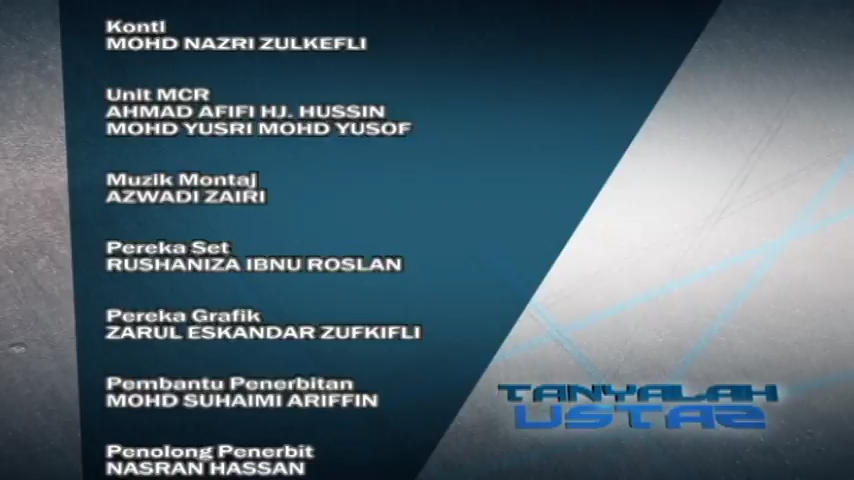 Konti
MOHD NAZRI ZULKEFLI
Unit MCR
AHMAD AFIFI HJ. HUSSIN
MOHD YUSRI MOHD YUSOF
Muzik Montaj
AZWADI ZAIRI
Pereka Set
RUSHANIZA IBNU ROSLAN
Pereka Grafik
ZARUL ESKANDAR ZUFKIFLI
Pembantu Penerbitan
MOHD SUHAIMI ARIFFIN
Penolong Penerbit
NASRAN HASSAN
TANYALAH
USTAZ